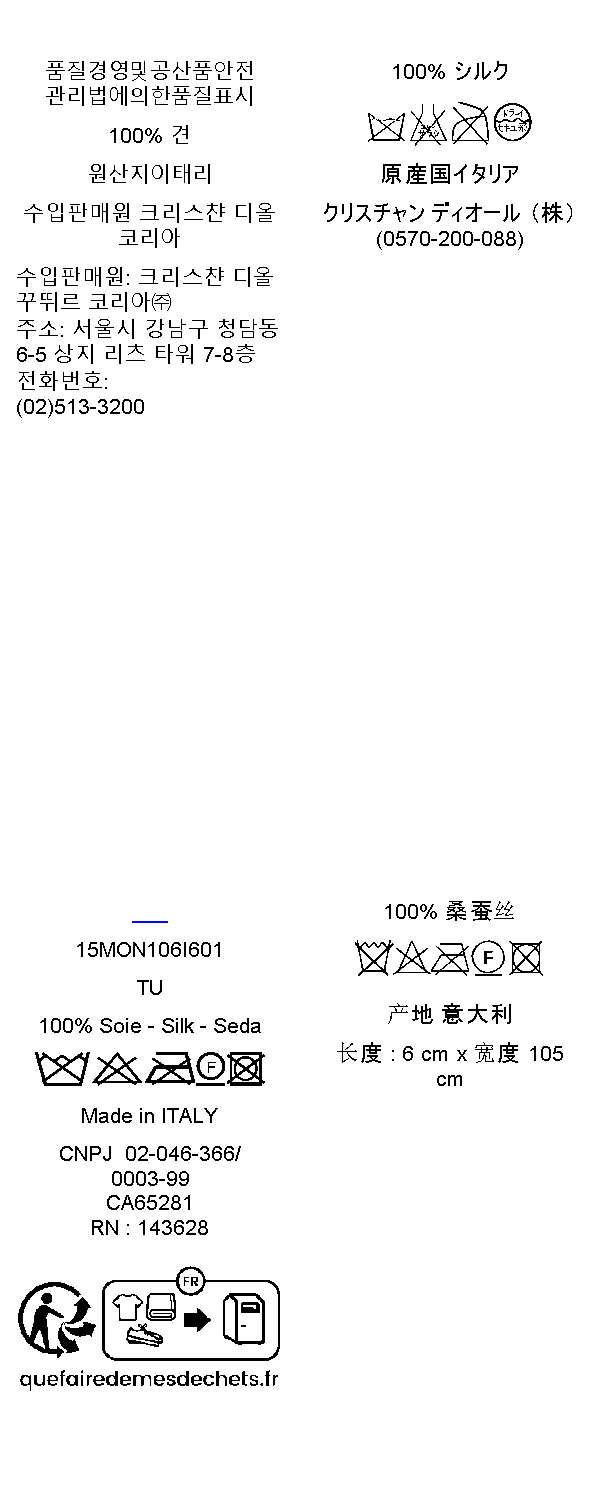 품질경영및공산품안전
관리법에의한품질표시
100% 견
원산지이태리
수입판매원 크리스챤 디올
코리아
수입판매원: 크리스챤 디올
꾸뛰르 코리아㈜
주소: 서울시 강남구 청담동
6-5 상지 리츠 타워 7-8층
전화번호:
(02)513-3200
100% シルク
ドライ
セキユ系
原産国イタリア
クリスチャン ディオール（株）
(0570-200-088)
15MON106I601
TU
100% Soie - Silk - Seda
F
Made in ITALY
CNPJ 02-046-366/
0003-99
CA65281
RN : 143628
FR
quefairedemesdechets.fr
100% 桑蚕丝
F
产地 意大利
长度 : 6 cm x 宽度 105
cm